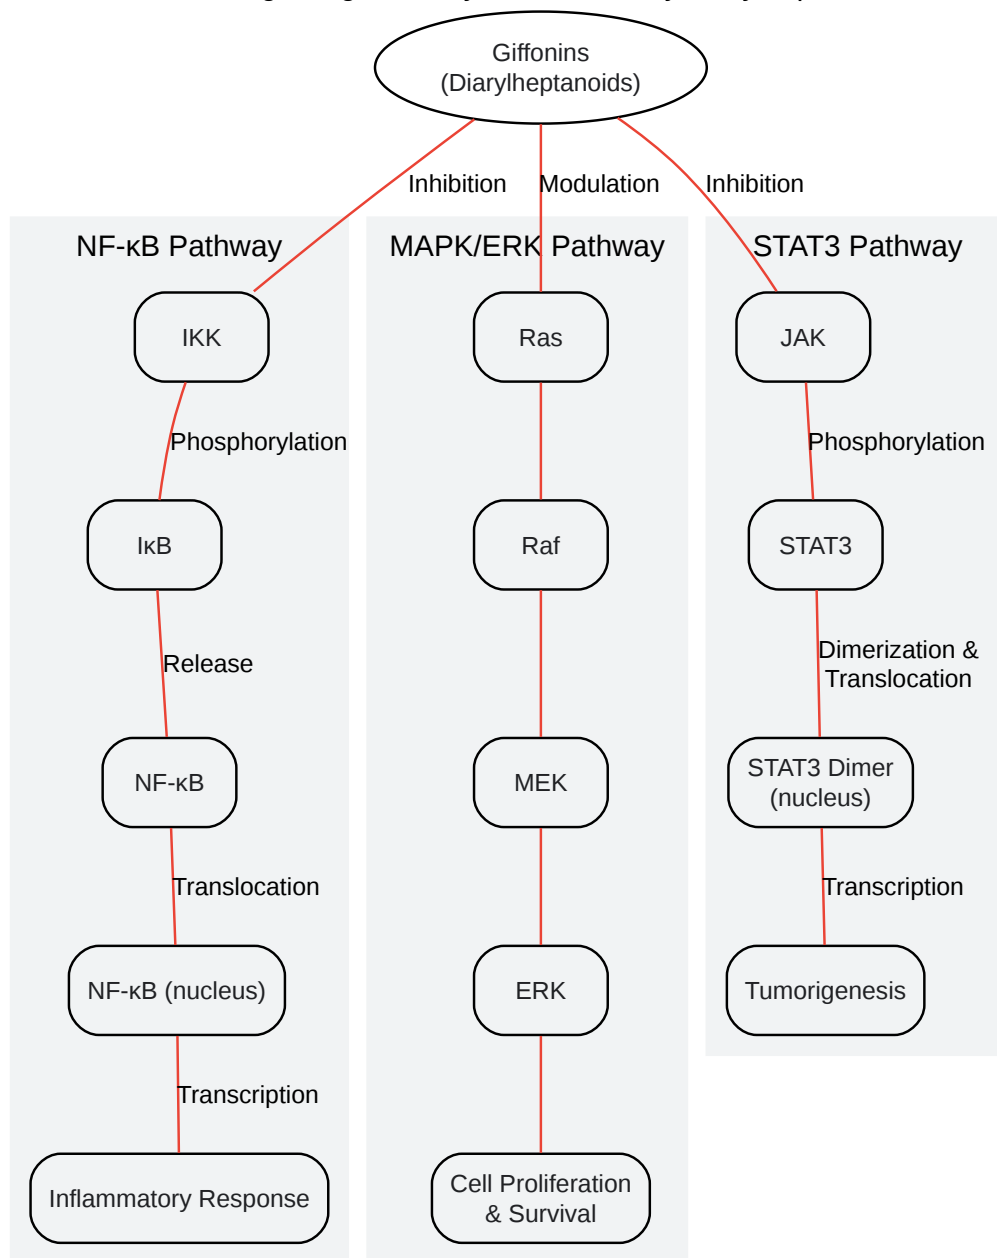 Giffonins
(Diarylheptanoids)
Inhibition
Modulation
Inhibition
NF-κB Pathway
MAPK/ERK Pathway
STAT3 Pathway
IKK
Ras
JAK
Phosphorylation
Phosphorylation
IκB
Raf
STAT3
Release
Dimerization &
Translocation
NF-κB
MEK
STAT3 Dimer
(nucleus)
Translocation
Transcription
NF-κB (nucleus)
ERK
Tumorigenesis
Transcription
Inflammatory Response
Cell Proliferation
& Survival